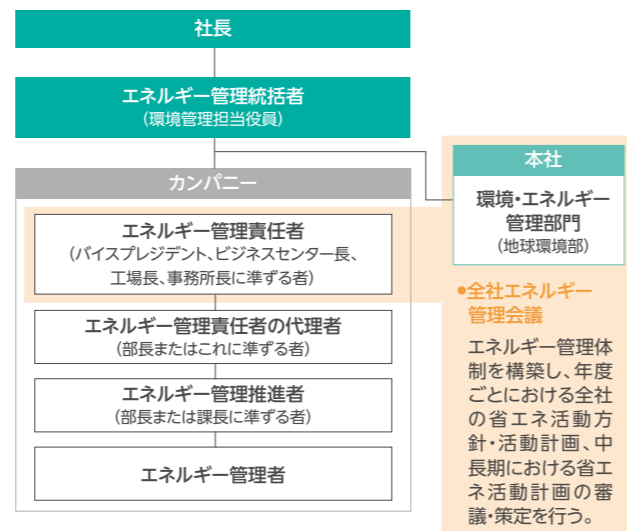 社長
エネルギー管理統括者
(環境管理担当役員)
カンパニー
エネルギー管理責任者
(バイスプレジデント、ビジネスセンター長、
工場長、事務所長に準ずる者)
エネルギー管理責任者の代理者
(部長またはこれに準ずる者)
エネルギー管理推進者
(部長または課長に準ずる者)
エネルギー管理者
本社
環境・エネルギー
管理部門
(地球環境部)
●全社エネルギー
管理会議
エネルギー管理体
制を構築し、年度
ごとにおける全社
の省エネ活動方
針・活動計画、中
長期における省エ
ネ活動計画の審
議・策定を行う。